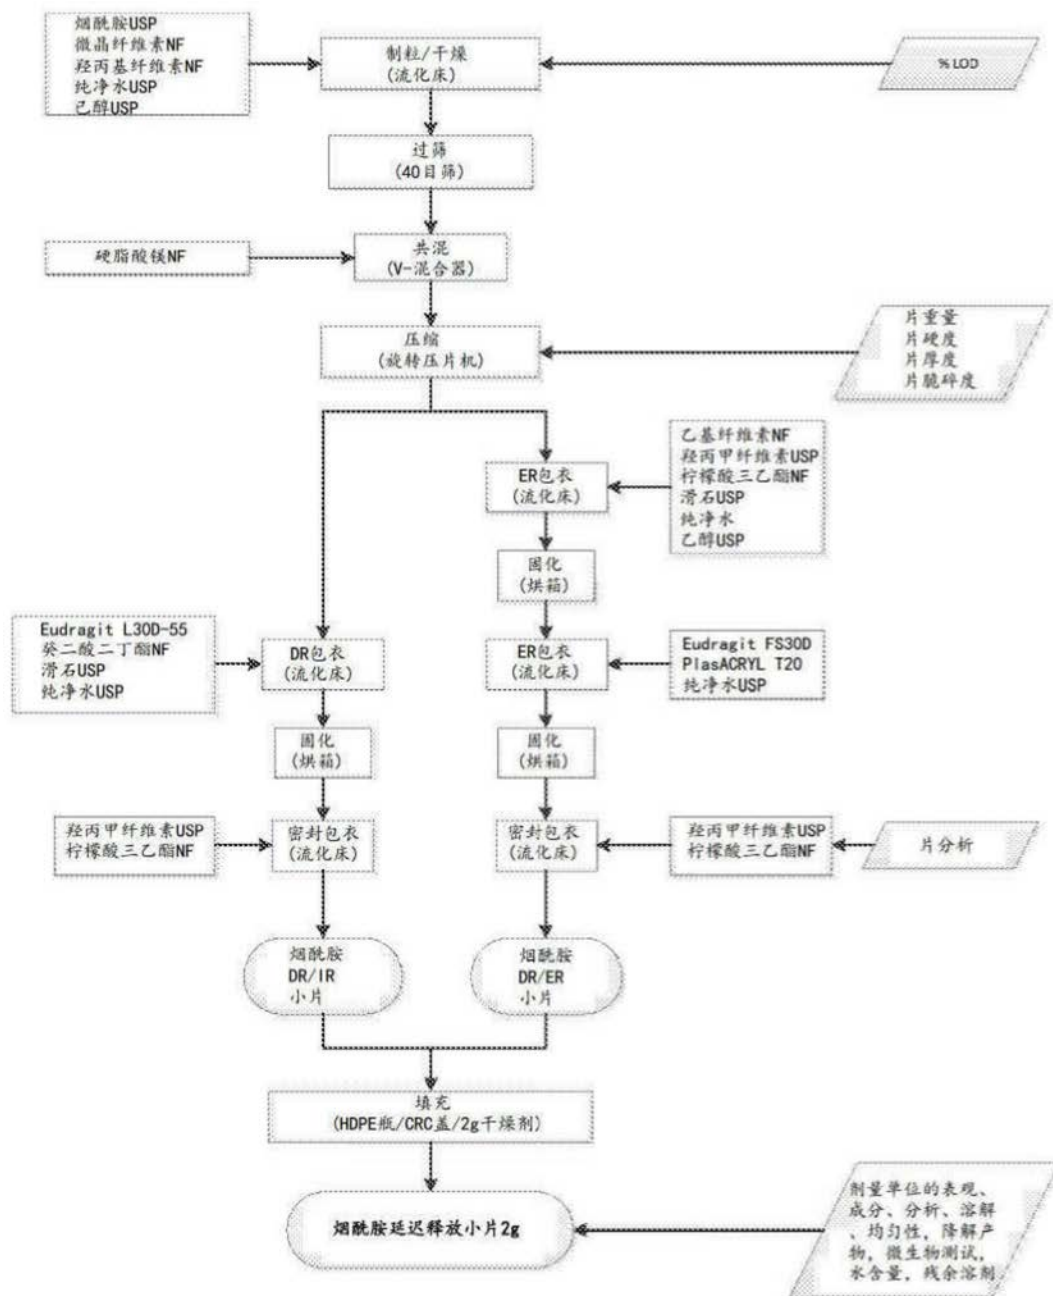 烟酰胺USP
微晶纤维素NF
羟丙基纤维素NF
纯净水USP
已醇USP
制粒/干燥
(流化床)
% LOD
过筛
(40目筛)
硬脂酸镁NF
共混
(V-混合器)
压缩
(旋转压片机)
片重量
片硬度
片厚度
片脆碎度
乙基纤维素NF
羟丙甲纤维素USP
柠檬酸三乙酯NF
滑石USP
纯净水
乙醇USP
ER包衣
(流化床)
固化
(烘箱)
Eudragit L30D-55
癸二酸二丁酯NF
滑石USP
纯净水USP
DR包衣
(流化床)
ER包衣
(流化床)
Eudragit FS30D
PlasACRYL T20
纯净水USP
固化
(烘箱)
固化
(烘箱)
羟丙甲纤维素USP
柠檬酸三乙酯NF
密封包衣
(流化床)
密封包衣
(流化床)
羟丙甲纤维素USP
柠檬酸三乙酯NF
片分析
烟酰胺
DR/IR
小片
烟酰胺
DR/ER
小片
填充
(HDPE瓶/CRC盖/2g干燥剂)
烟酰胺延迟释放小片2g
剂量单位的表观、
成分、分析、溶解
、均匀性, 降解产
物, 微生物测试,
水含量, 残余溶剂